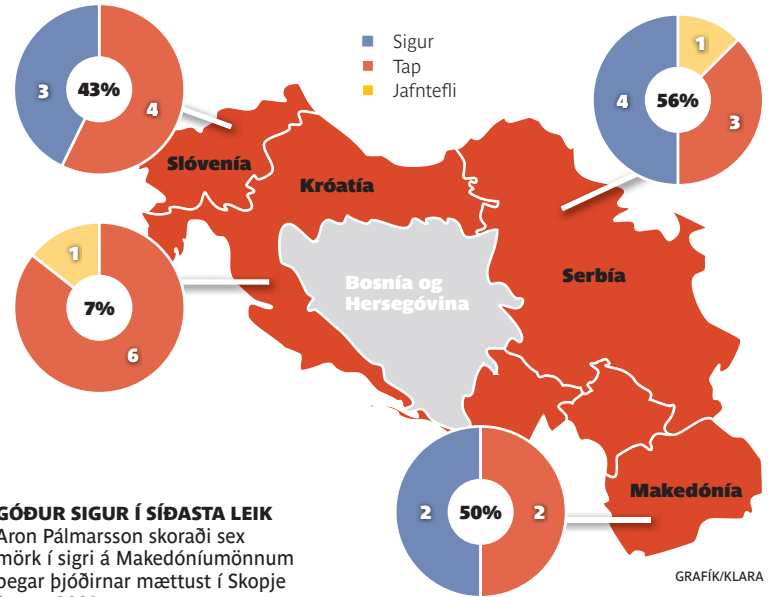 Sigur
Tap
Jafntefli
3
43%
4
1
4
56%
3
Slóvenía
Króatía
1
7%
6
Bosnía og
Hersegóvina
Serbía
2
50%
2
Makedónía
GÓÐUR SIGUR Í SÍÐASTA LEIK
Aron Pálmarsson skoraði sex
mörk í sigri á Makedóníumönnum
þegar þjóðirnar mættust í Skopje
GRAFÍK/KLARA